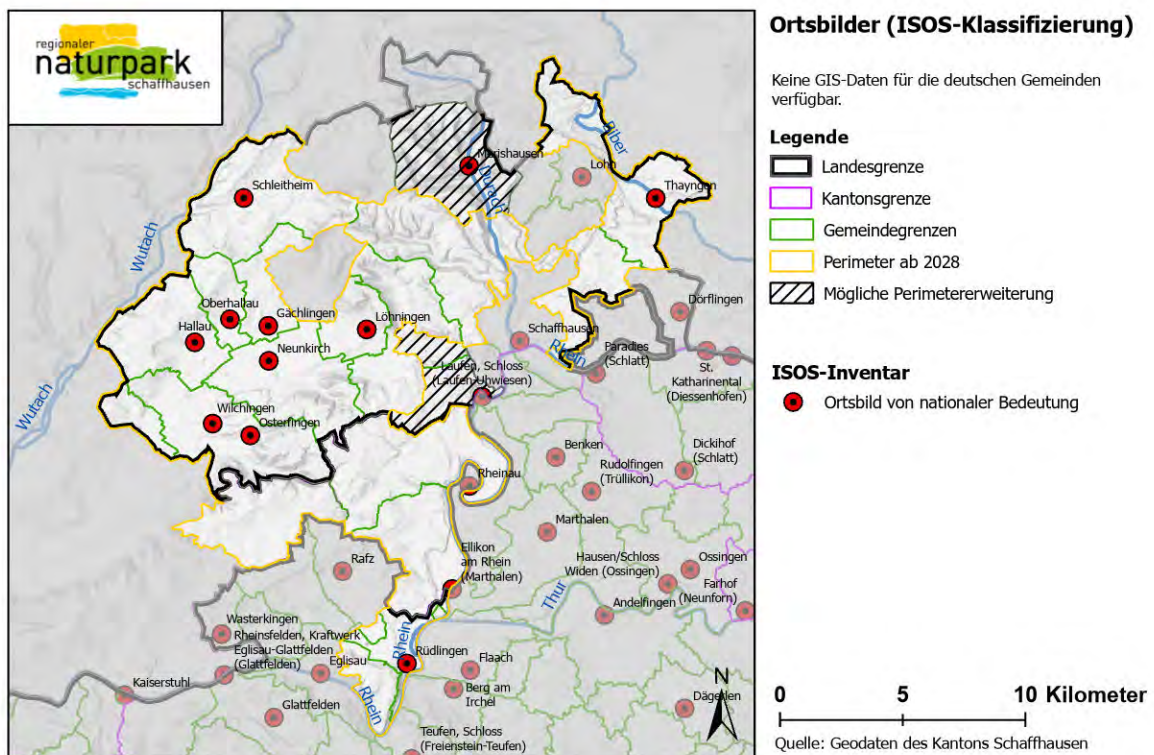 regionaler
naturpark
schaffhausen
Merishausen
Durach
Biber
Lohn
Thayngen
Schleitheim
Wutach
Oberhallau
Gächlingen
Löhningen
Hallau
Neunkirch
Schaffhausen
Dörflingen
Rhein
Paradies
(Schlatt)
Laufen, Schloss
(Laufen-Uhwiesen)
St.
Katharinental
(Diessenhofen)
Wutach
Wilchingen
Osterfingen
Benken
Dickihof
(Schlatt)
Rudolfingen
(Trüllikon)
Rheinau
Marthalen
Ellikon
am Rhein
(Marthalen)
Hausen/Schloss
Widen (Ossingen)
Ossingen
Rafz
Farhof
(Neunforn)
Thur
Andelfingen
Wasterkingen
Rheinsfelden, Kraftwerk
Eglisau-Glattfelden
(Glattfelden)
Rhein
Eglisau
Rüdlingen
Flaach
Kaiserstuhl
Rhein
Berg am
Irchel
Glattfelden
Teufen, Schloss
(Freienstein-Teufen)
Dägerlen
N
Ortsbilder (ISOS-Klassifizierung)
Keine GIS-Daten für die deutschen Gemeinden
verfügbar.
Legende
Landesgrenze
Kantonsgrenze
Gemeindegrenzen
Perimeter ab 2028
Mögliche Perimetererweiterung
ISOS-Inventar
Ortsbild von nationaler Bedeutung
0 5 10 Kilometer
Quelle: Geodaten des Kantons Schaffhausen